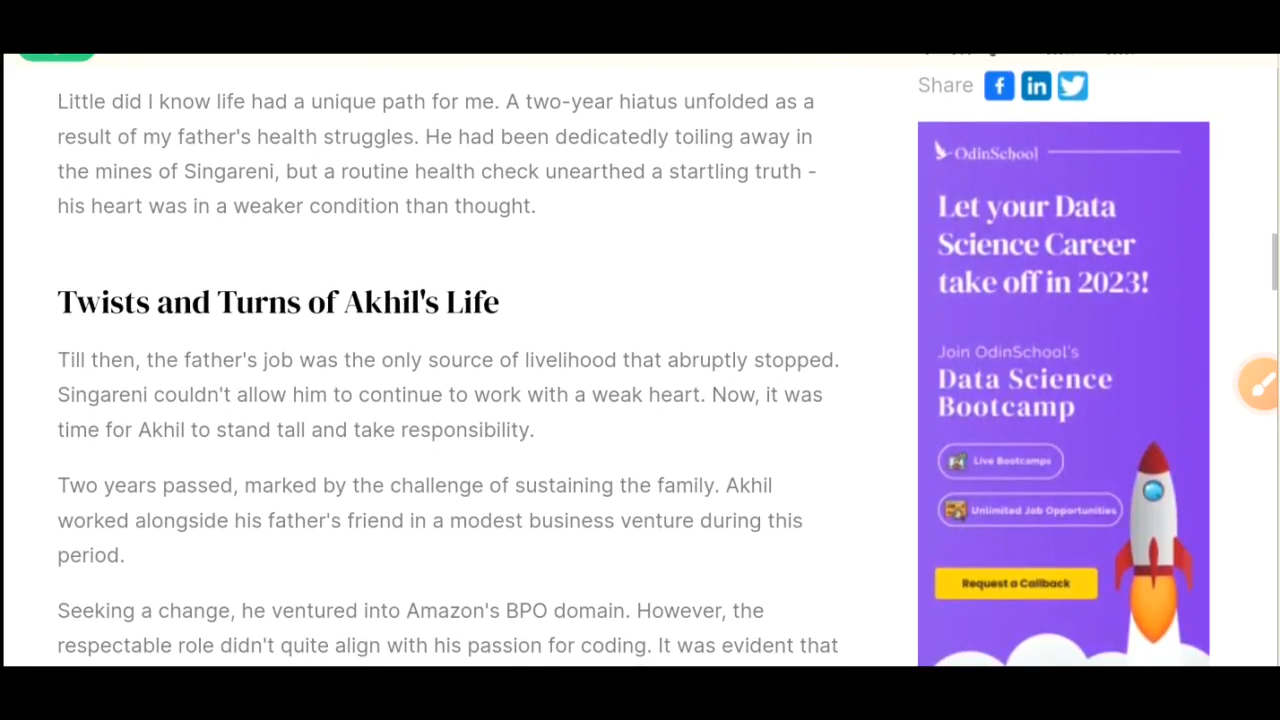 Little did I know life had a unique path for me. A two-year hiatus unfolded as a
result of my father's health struggles. He had been dedicatedly toiling away in
the mines of Singareni, but a routine health check unearthed a startling truth -
his heart was in a weaker condition than thought.
Twists and Turns of Akhil's Life
Till then, the father's job was the only source of livelihood that abruptly stopped.
Singareni couldn't allow him to continue to work with a weak heart. Now, it was
time for Akhil to stand tall and take responsibility.
Two years passed, marked by the challenge of sustaining the family. Akhil
worked alongside his father's friend in a modest business venture during this
period.
Seeking a change, he ventured into Amazon's BPO domain. However, the
respectable role didn't quite align with his passion for coding. It was evident that
Share
OdinSchool
Let your Data
Science Career
take off in 2023!
Join OdinSchool's
Data Science
Bootcamp
Live Bootcamps
Unlimited Job Opportunities
Request a Callback